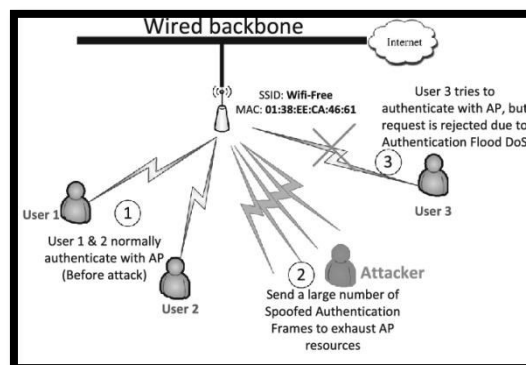 Wired backbone
Internet
SSID: Wifi-Free
MAC: 01:38:EE:CA:46:61
User 3 tries to
authenticate with AP, but
request is rejected due to
Authentication Flood DoS
3
User 3
User 1
1
User 1 & 2 normally
authenticate with AP
(Before attack)
User 2
2
Attacker
Send a large number of
Spoofed Authentication
Frames to exhaust AP
resources